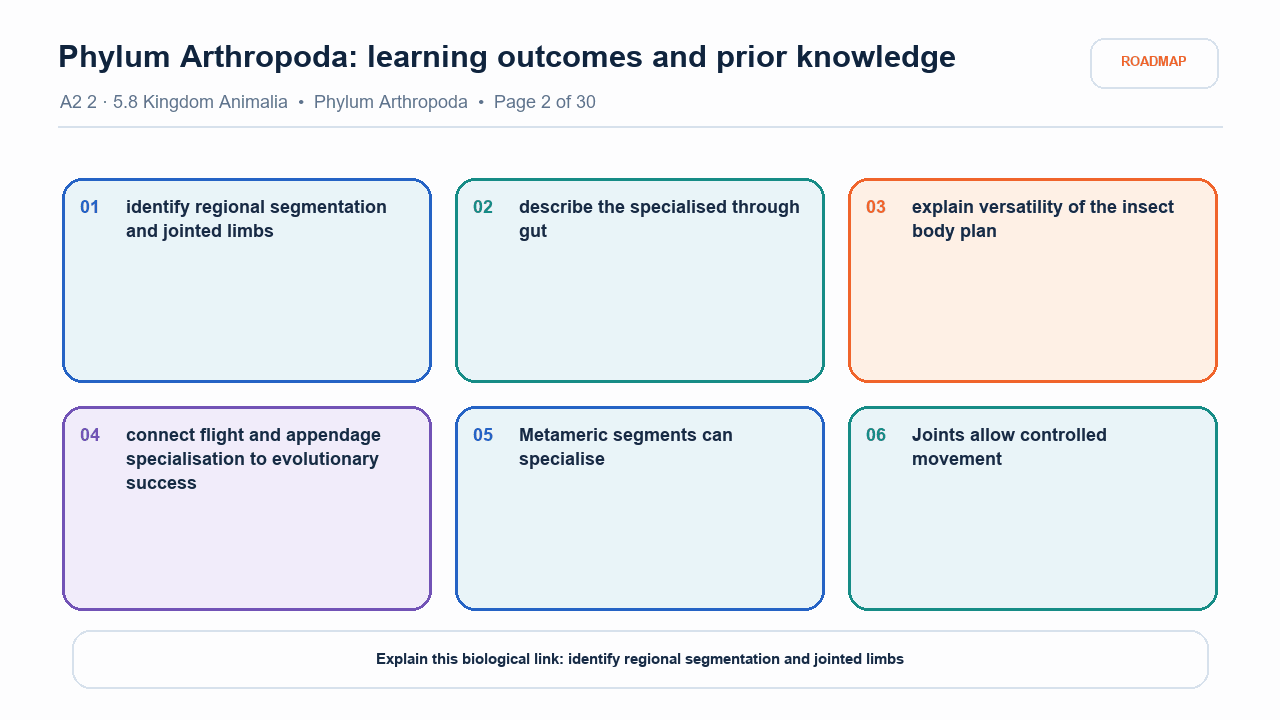 Phylum Arthropoda: learning outcomes and prior knowledge
ROADMAP
A2 2 · 5.8 Kingdom Animalia • Phylum Arthropoda • Page 2 of 30
01 identify regional segmentation
and jointed limbs
02 describe the specialised through
gut
03 explain versatility of the insect
body plan
04 connect flight and appendage
specialisation to evolutionary
success
05 Metameric segments can
specialise
06 Joints allow controlled
movement
Explain this biological link: identify regional segmentation and jointed limbs